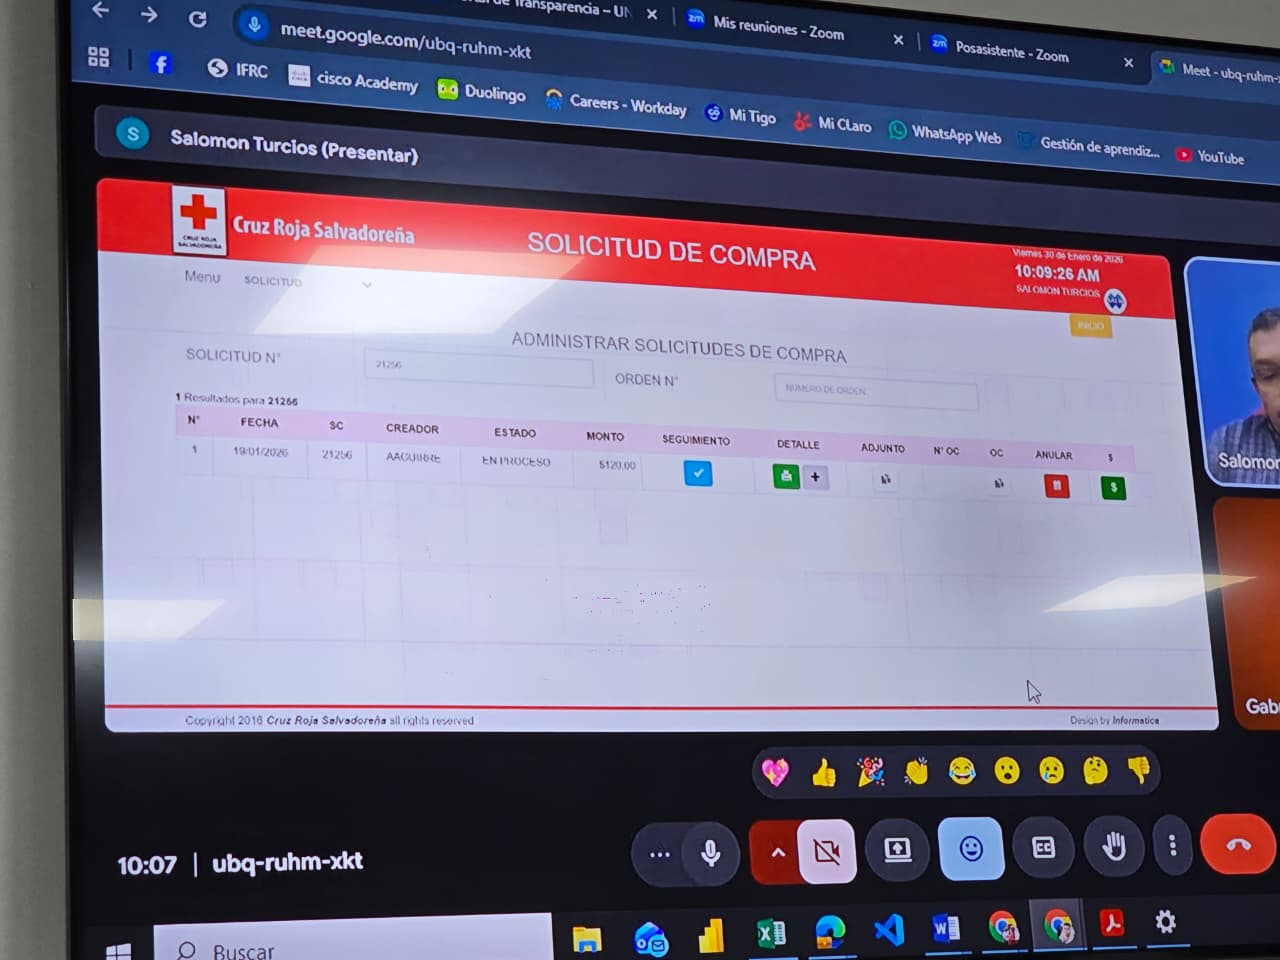 al de Transparencia – UN
Mis reuniones - Zoom
Posasistente - Zoom
Meet - ubq-ruhm-x
meet.google.com/ubq-ruhm-xkt
IFRC
cisco Academy
Duolingo
Careers - Workday
Mi Tigo
Mi CLaro
WhatsApp Web
Gestión de aprendiz...
YouTube
S
Salomon Turcios (Presentar)
CRUZ ROJA
SALVADOREÑA
Cruz Roja Salvadoreña
SOLICITUD DE COMPRA
Viernes 30 de Enero de 2026
10:09:26 AM
SALOMON TURCIOS
Menu
SOLICITUD
INICIO
ADMINISTRAR SOLICITUDES DE COMPRA
SOLICITUD N°
21256
ORDEN N°
NUMERO DE ORDEN
1 Resultados para 21256
N° FECHA SC CREADOR ESTADO MONTO SEGUIMIENTO DETALLE ADJUNTO N° OC OC ANULAR $
1 19/01/2026 21256 AAGUIRRE EN PROCESO $120.00
Copyright 2016 Cruz Roja Salvadoreña all rights reserved
Design by Informatica
Salomon
Gab
10:07 | ubq-ruhm-xkt
Buscar